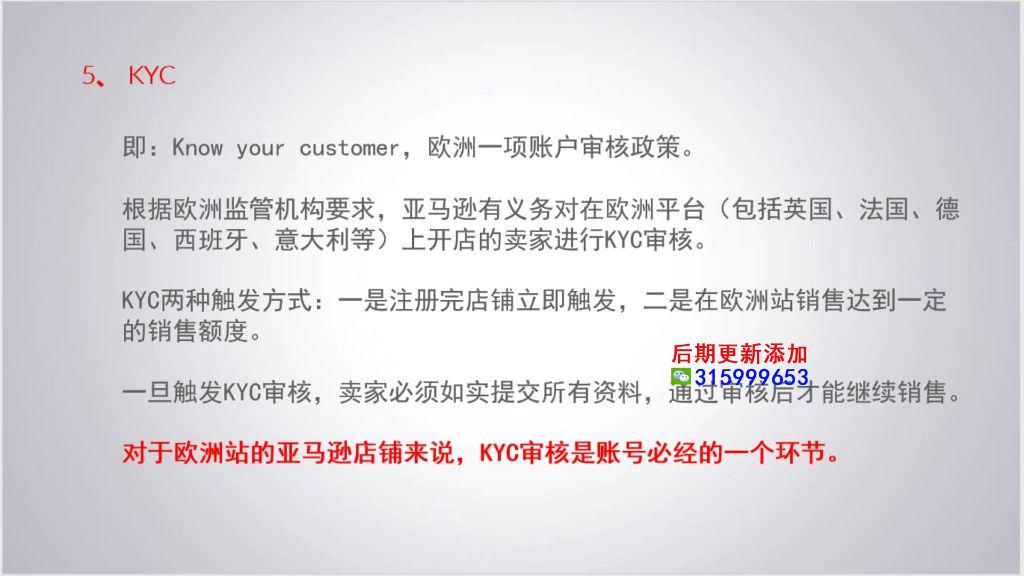 5、 KYC
即：Know your customer，欧洲一项账户审核政策。
根据欧洲监管机构要求，亚马逊有义务对在欧洲平台（包括英国、法国、德
国、西班牙、意大利等）上开店的卖家进行KYC审核。
KYC两种触发方式：一是注册完店铺立即触发，二是在欧洲站销售达到一定
的销售额度。
后期更新添加
315999653
一旦触发KYC审核，卖家必须如实提交所有资料，通过审核后才能继续销售。
对于欧洲站的亚马逊店铺来说，KYC审核是账号必经的一个环节。